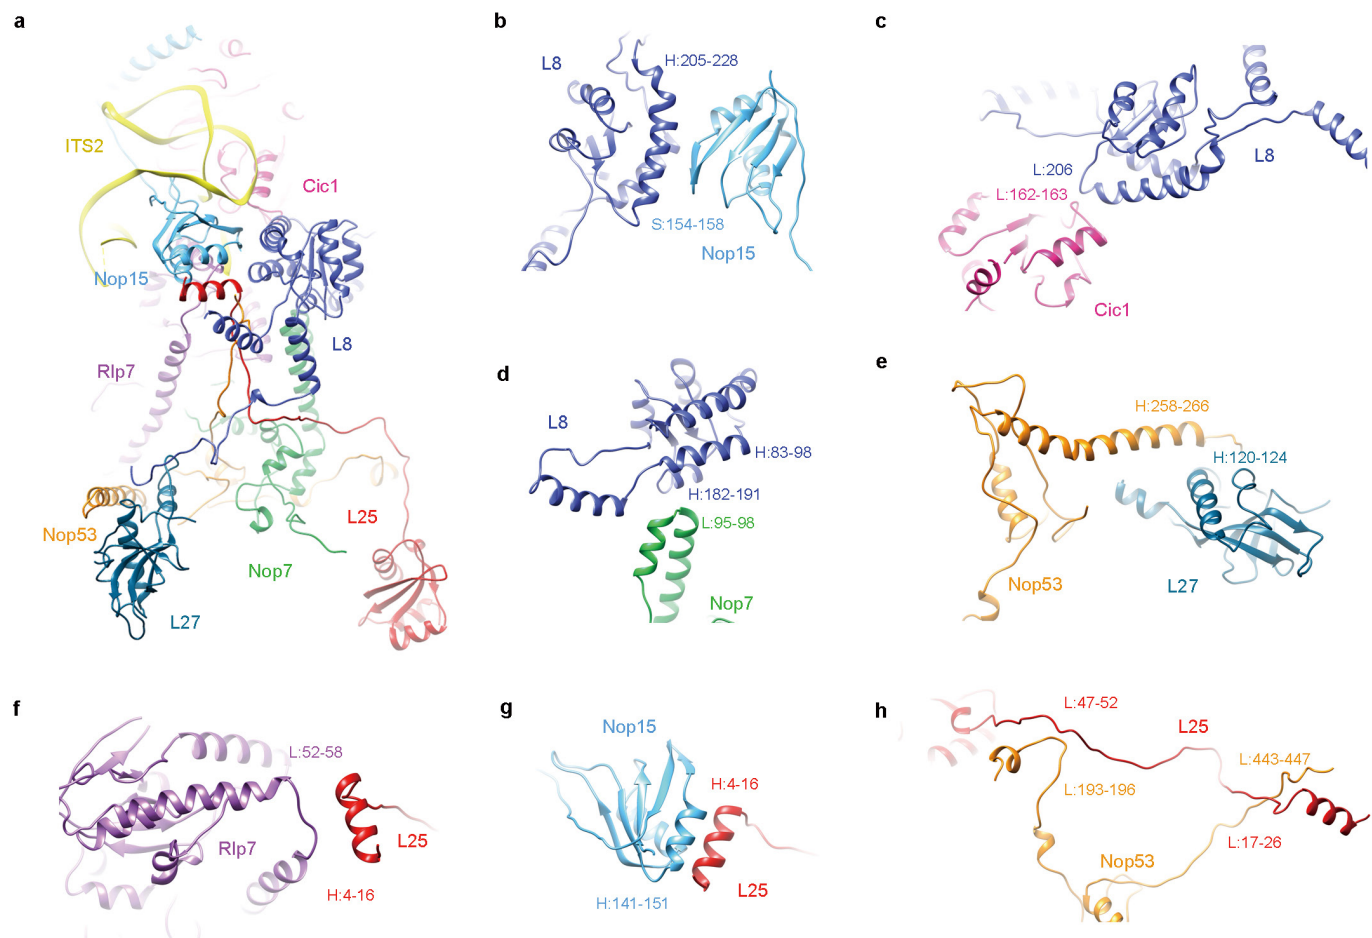 a
ITS2
Cic1
Nop15
L8
Rlp7
L25
Nop53
Nop7
L27
b
L8
H:205-228
S:154-158
Nop15
c
L:206
L8
L:162-163
Cic1
d
L8
H:83-98
H:182-191
L:95-98
Nop7
e
H:258-266
H:120-124
Nop53
L27
f
L:52-58
Rlp7
L25
H:4-16
g
Nop15
H:4-16
L25
H:141-151
h
L:47-52
L25
L:443-447
L:193-196
L:17-26
Nop53